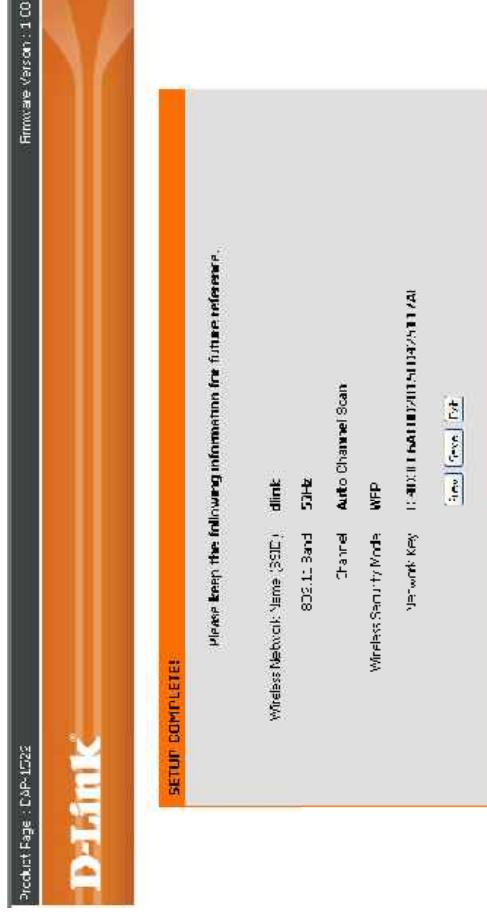 Product Page : DAP-1522 Firmware Version : 1.00
D-Link
SETUP COMPLETE!
Please keep the following information for future reference.
Wireless Network Name (SSID) dlink
802.11 Band 5GHz
Channel Auto Channel Scan
Wireless Security Mode WEP
Network Key
Save Exit